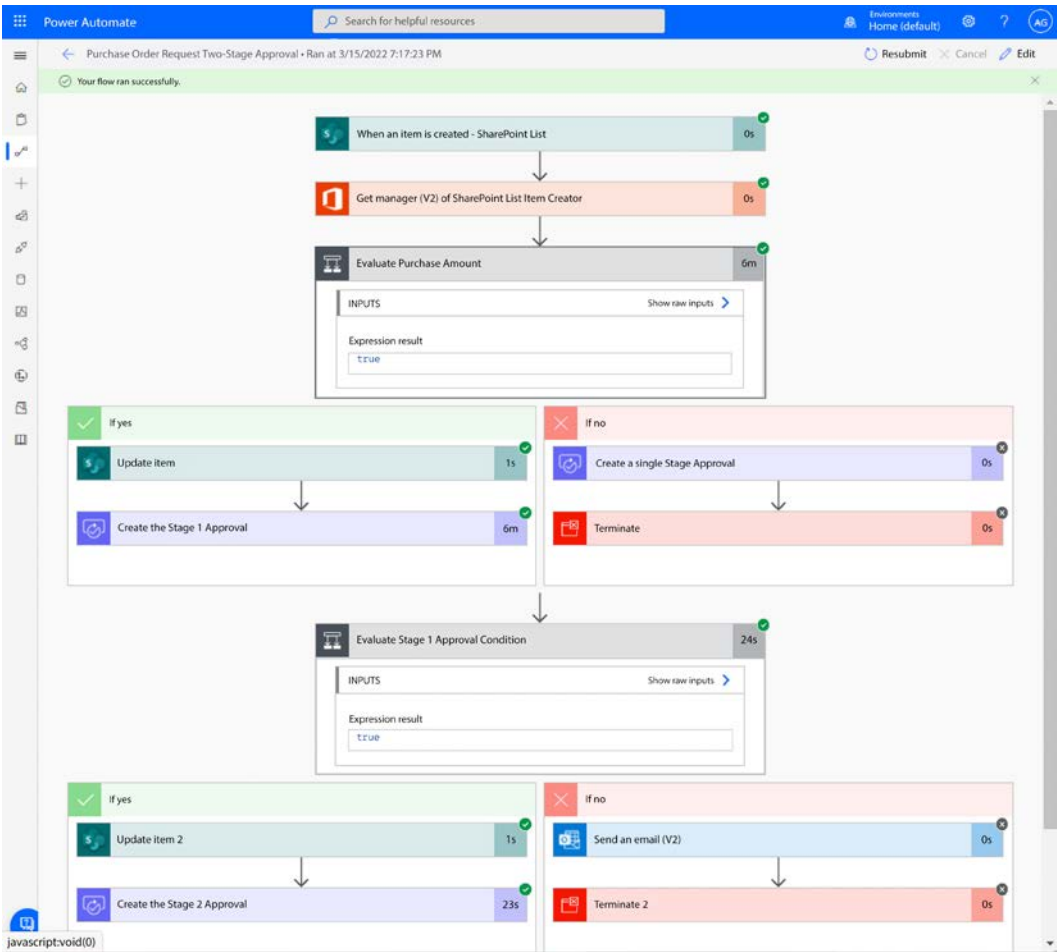 Power Automate
Search for helpful resources
Environments
Home (default)
AG
Purchase Order Request Two-Stage Approval • Ran at 3/15/2022 7:17:23 PM
Resubmit
Cancel
Edit
Your flow ran successfully.
When an item is created - SharePoint List
0s
Get manager (V2) of SharePoint List Item Creator
0s
Evaluate Purchase Amount
6m
INPUTS
Show raw inputs
Expression result
true
If yes
If no
Update item
1s
Create a single Stage Approval
0s
Create the Stage 1 Approval
6m
Terminate
0s
Evaluate Stage 1 Approval Condition
24s
INPUTS
Show raw inputs
Expression result
true
If yes
If no
Update item 2
1s
Send an email (V2)
0s
Create the Stage 2 Approval
23s
Terminate 2
0s
javascript:void(0)